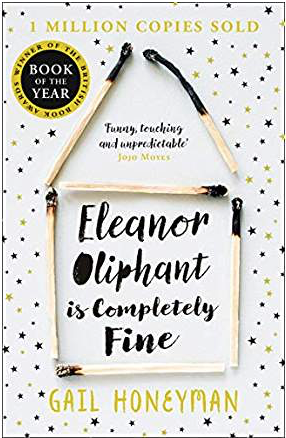 1 MILLION COPIES SOLD
WINNER OF THE BRITISH BOOK AWARDS
BOOK
OF THE
YEAR
'Funny, touching
and unpredictable'
JOJO MOYES
Eleanor
Oliphant
is Completely
Fine
GAIL HONEYMAN